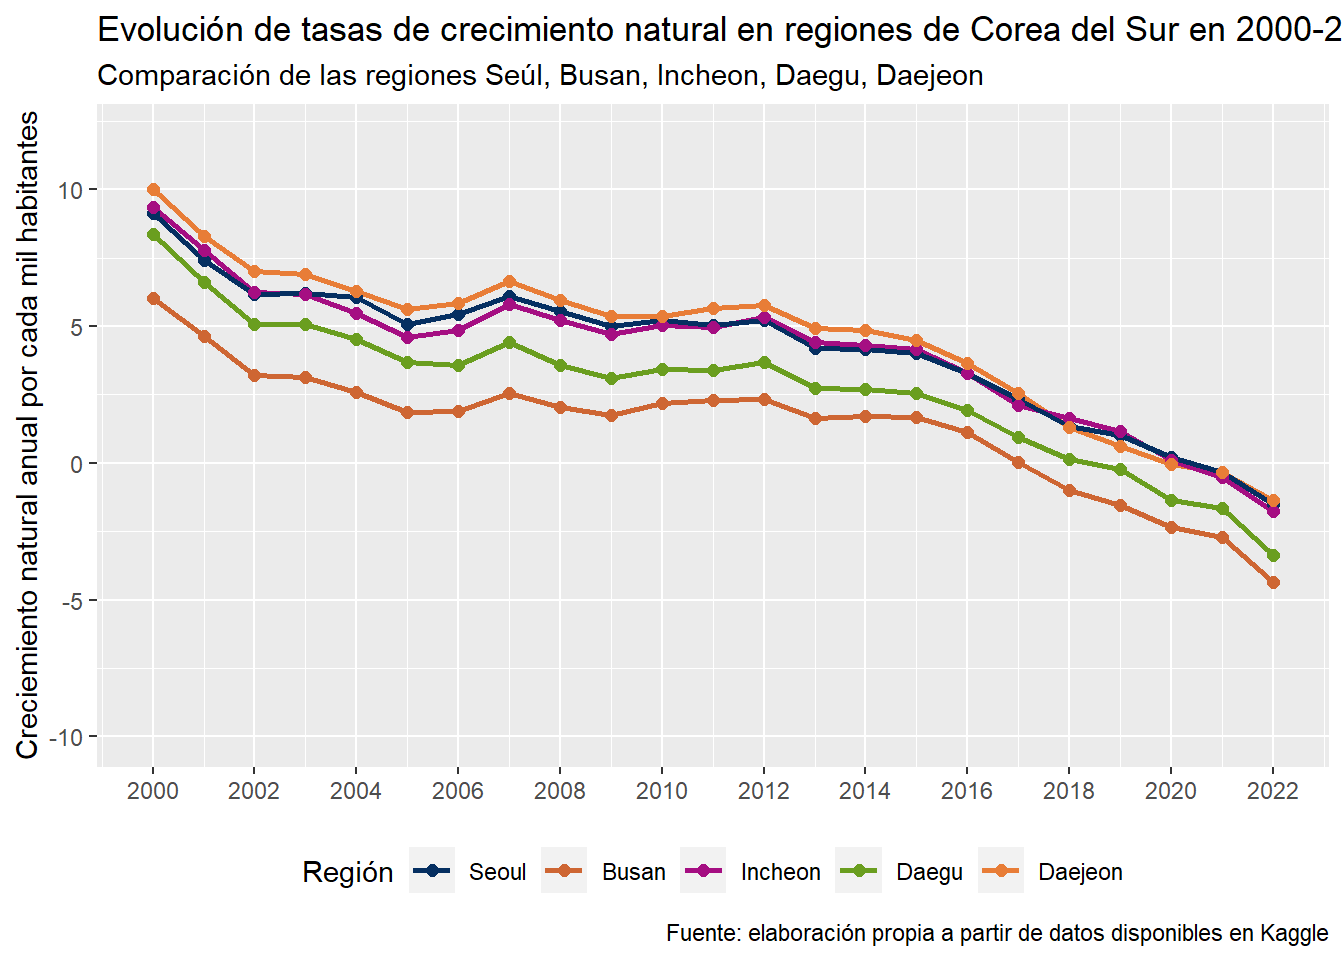 Evolución de tasas de crecimiento natural en regiones de Corea del Sur en 2000-2
Comparación de las regiones Seúl, Busan, Incheon, Daegu, Daejeon
Creciemiento natural anual por cada mil habitantes
10
5
0
-5
-10
2000 2002 2004 2006 2008 2010 2012 2014 2016 2018 2020 2022
Región Seoul Busan Incheon Daegu Daejeon
Fuente: elaboración propia a partir de datos disponibles en Kaggle